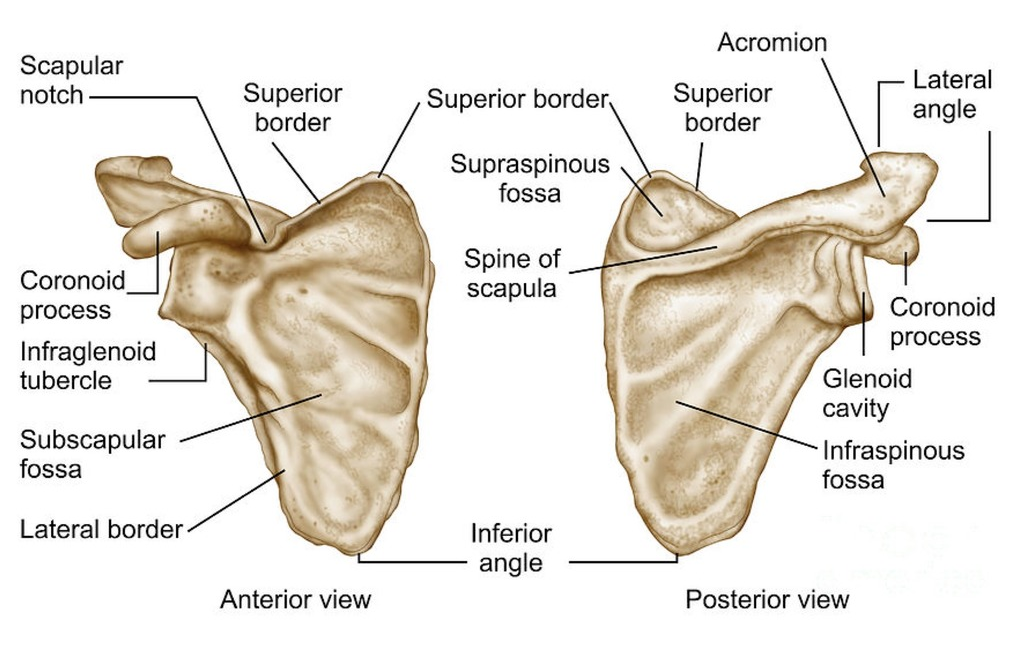 Acromion
Scapular
notch
Superior
border
Superior border
Superior
border
Lateral
angle
Supraspinous
fossa
Spine of
scapula
Coronoid
process
Coronoid
process
Infraglenoid
tubercle
Glenoid
cavity
Subscapular
fossa
Infraspinous
fossa
Lateral border
Inferior
angle
Anterior view
Posterior view